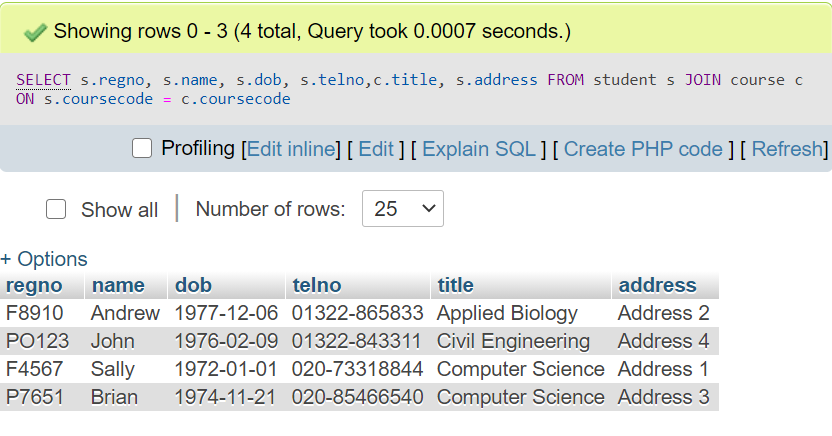 Showing rows 0 - 3 (4 total, Query took 0.0007 seconds.)
SELECT s.regno, s.name, s.dob, s.telno,c.title, s.address FROM student s JOIN course c
ON s.coursecode = c.coursecode
Profiling [Edit inline] [ Edit ] [ Explain SQL ] [ Create PHP code ] [ Refresh]
Show all Number of rows: 25
+ Options
regno name dob telno title address
F8910 Andrew 1977-12-06 01322-865833 Applied Biology Address 2
PO123 John 1976-02-09 01322-843311 Civil Engineering Address 4
F4567 Sally 1972-01-01 020-73318844 Computer Science Address 1
P7651 Brian 1974-11-21 020-85466540 Computer Science Address 3